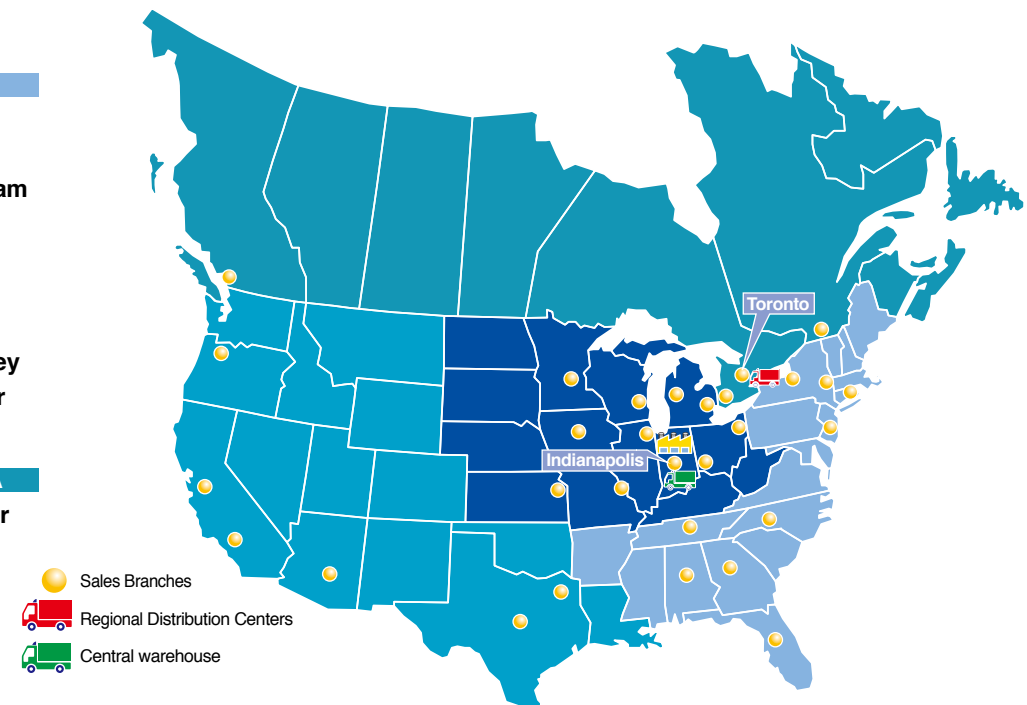 am
ey
r
r
Toronto
Indianapolis
Sales Branches
Regional Distribution Centers
Central warehouse